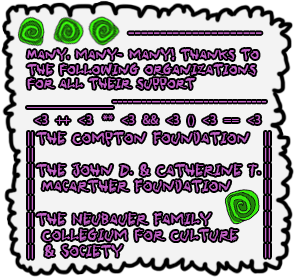 MANY, MANY- MANY! THANKS TO
THE FOLLOWING ORGANIZATIONS
FOR ALL THEIR SUPPORT
<3 ++ <3 ** <3 && <3 () <3 == <3
THE COMPTON FOUNDATION
THE JOHN D. & CATHERINE T.
MACARTHER FOUNDATION
THE NEUBAUER FAMILY
COLLEGIUM FOR CULTURE
& SOCIETY